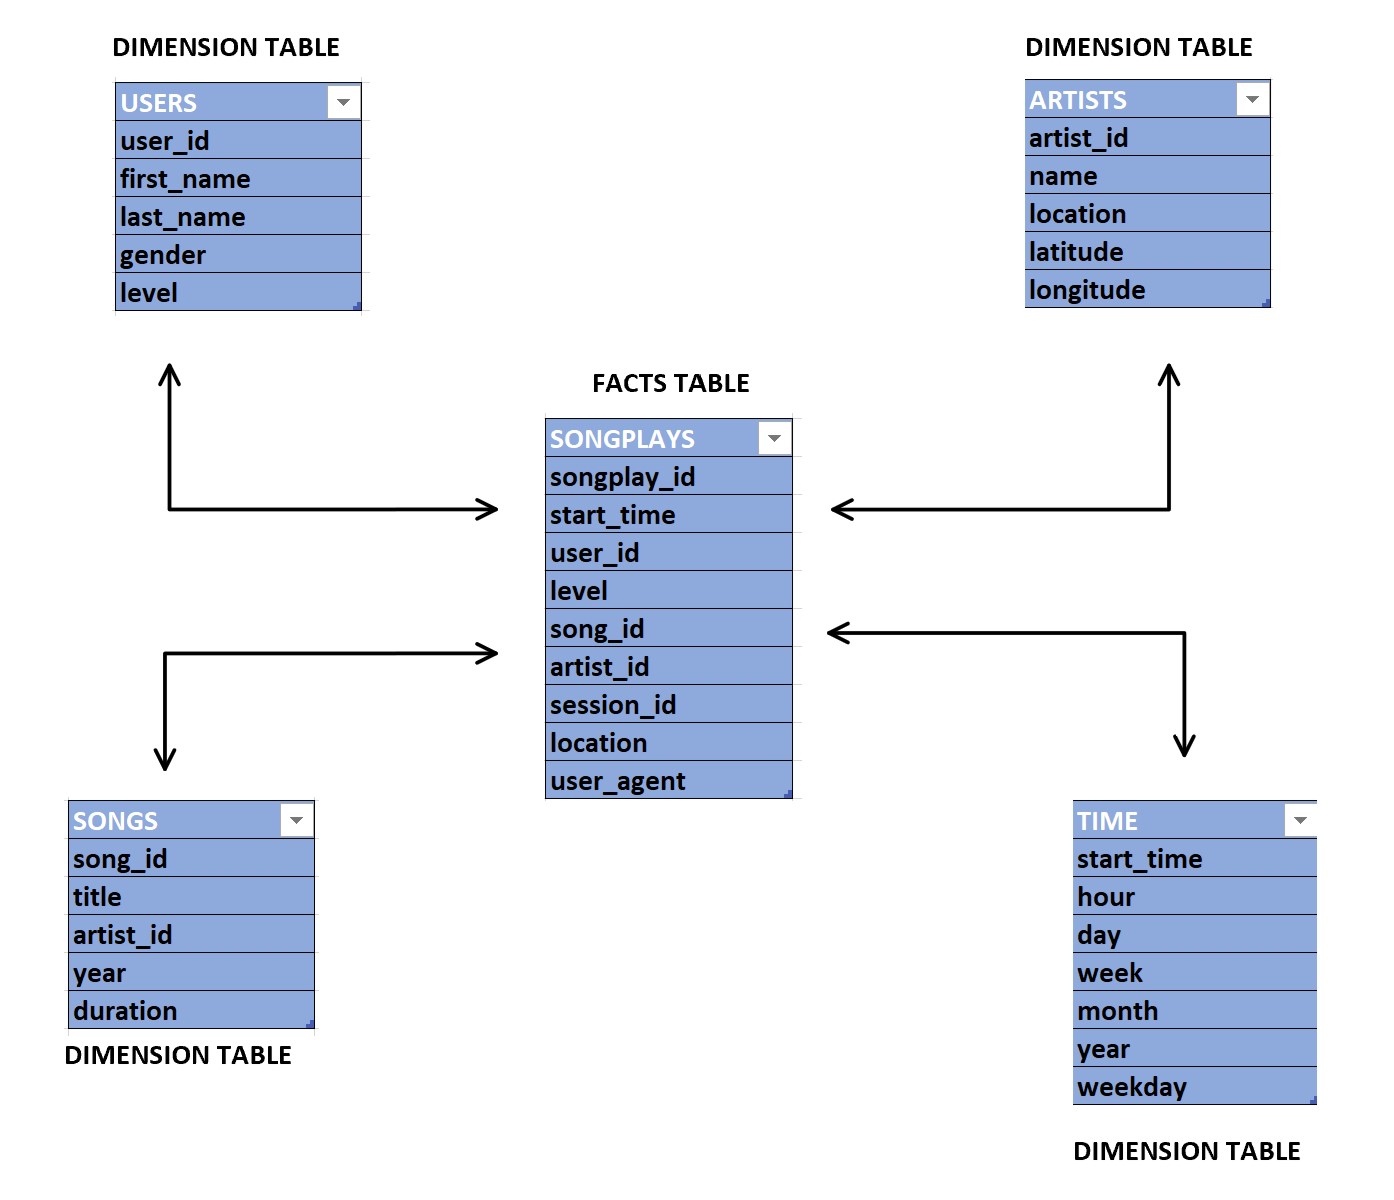 DIMENSION TABLE
USERS
user_id
first_name
last_name
gender
level
DIMENSION TABLE
ARTISTS
artist_id
name
location
latitude
longitude
FACTS TABLE
SONGPLAYS
songplay_id
start_time
user_id
level
song_id
artist_id
session_id
location
user_agent
SONGS
song_id
title
artist_id
year
duration
DIMENSION TABLE
TIME
start_time
hour
day
week
month
year
weekday
DIMENSION TABLE